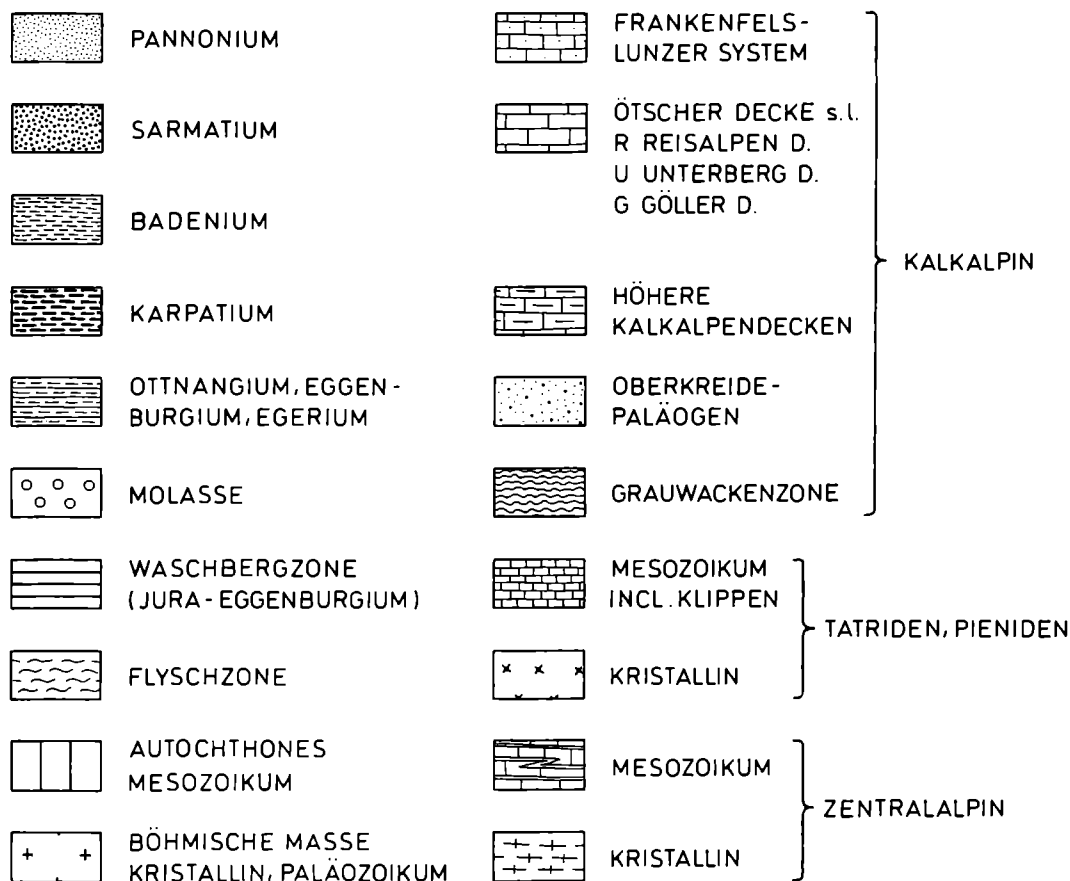 PANNONIUM
SARMATIUM
BADENIUM
KARPATIUM
OTTNANGIUM, EGGEN-
BURGIUM, EGERIUM
MOLASSE
WASCHBERGZONE
(JURA-EGGENBURGIUM)
FLYSCHZONE
AUTOCHTHONES
MESOZOIKUM
BÖHMISCHE MASSE
KRISTALLIN, PALÄOZOIKUM
FRANKENFELS-
LUNZER SYSTEM
ÖTSCHER DECKE s.l.
R REISALPEN D.
U UNTERBERG D.
G GÖLLER D.
HÖHERE
KALKALPENDECKEN
OBERKREIDE-
PALÄOGEN
GRAUWACKENZONE
KALKALPIN
MESOZOIKUM
INCL. KLIPPEN
KRISTALLIN
TATRIDEN, PIENIDEN
MESOZOIKUM
KRISTALLIN
ZENTRALALPIN